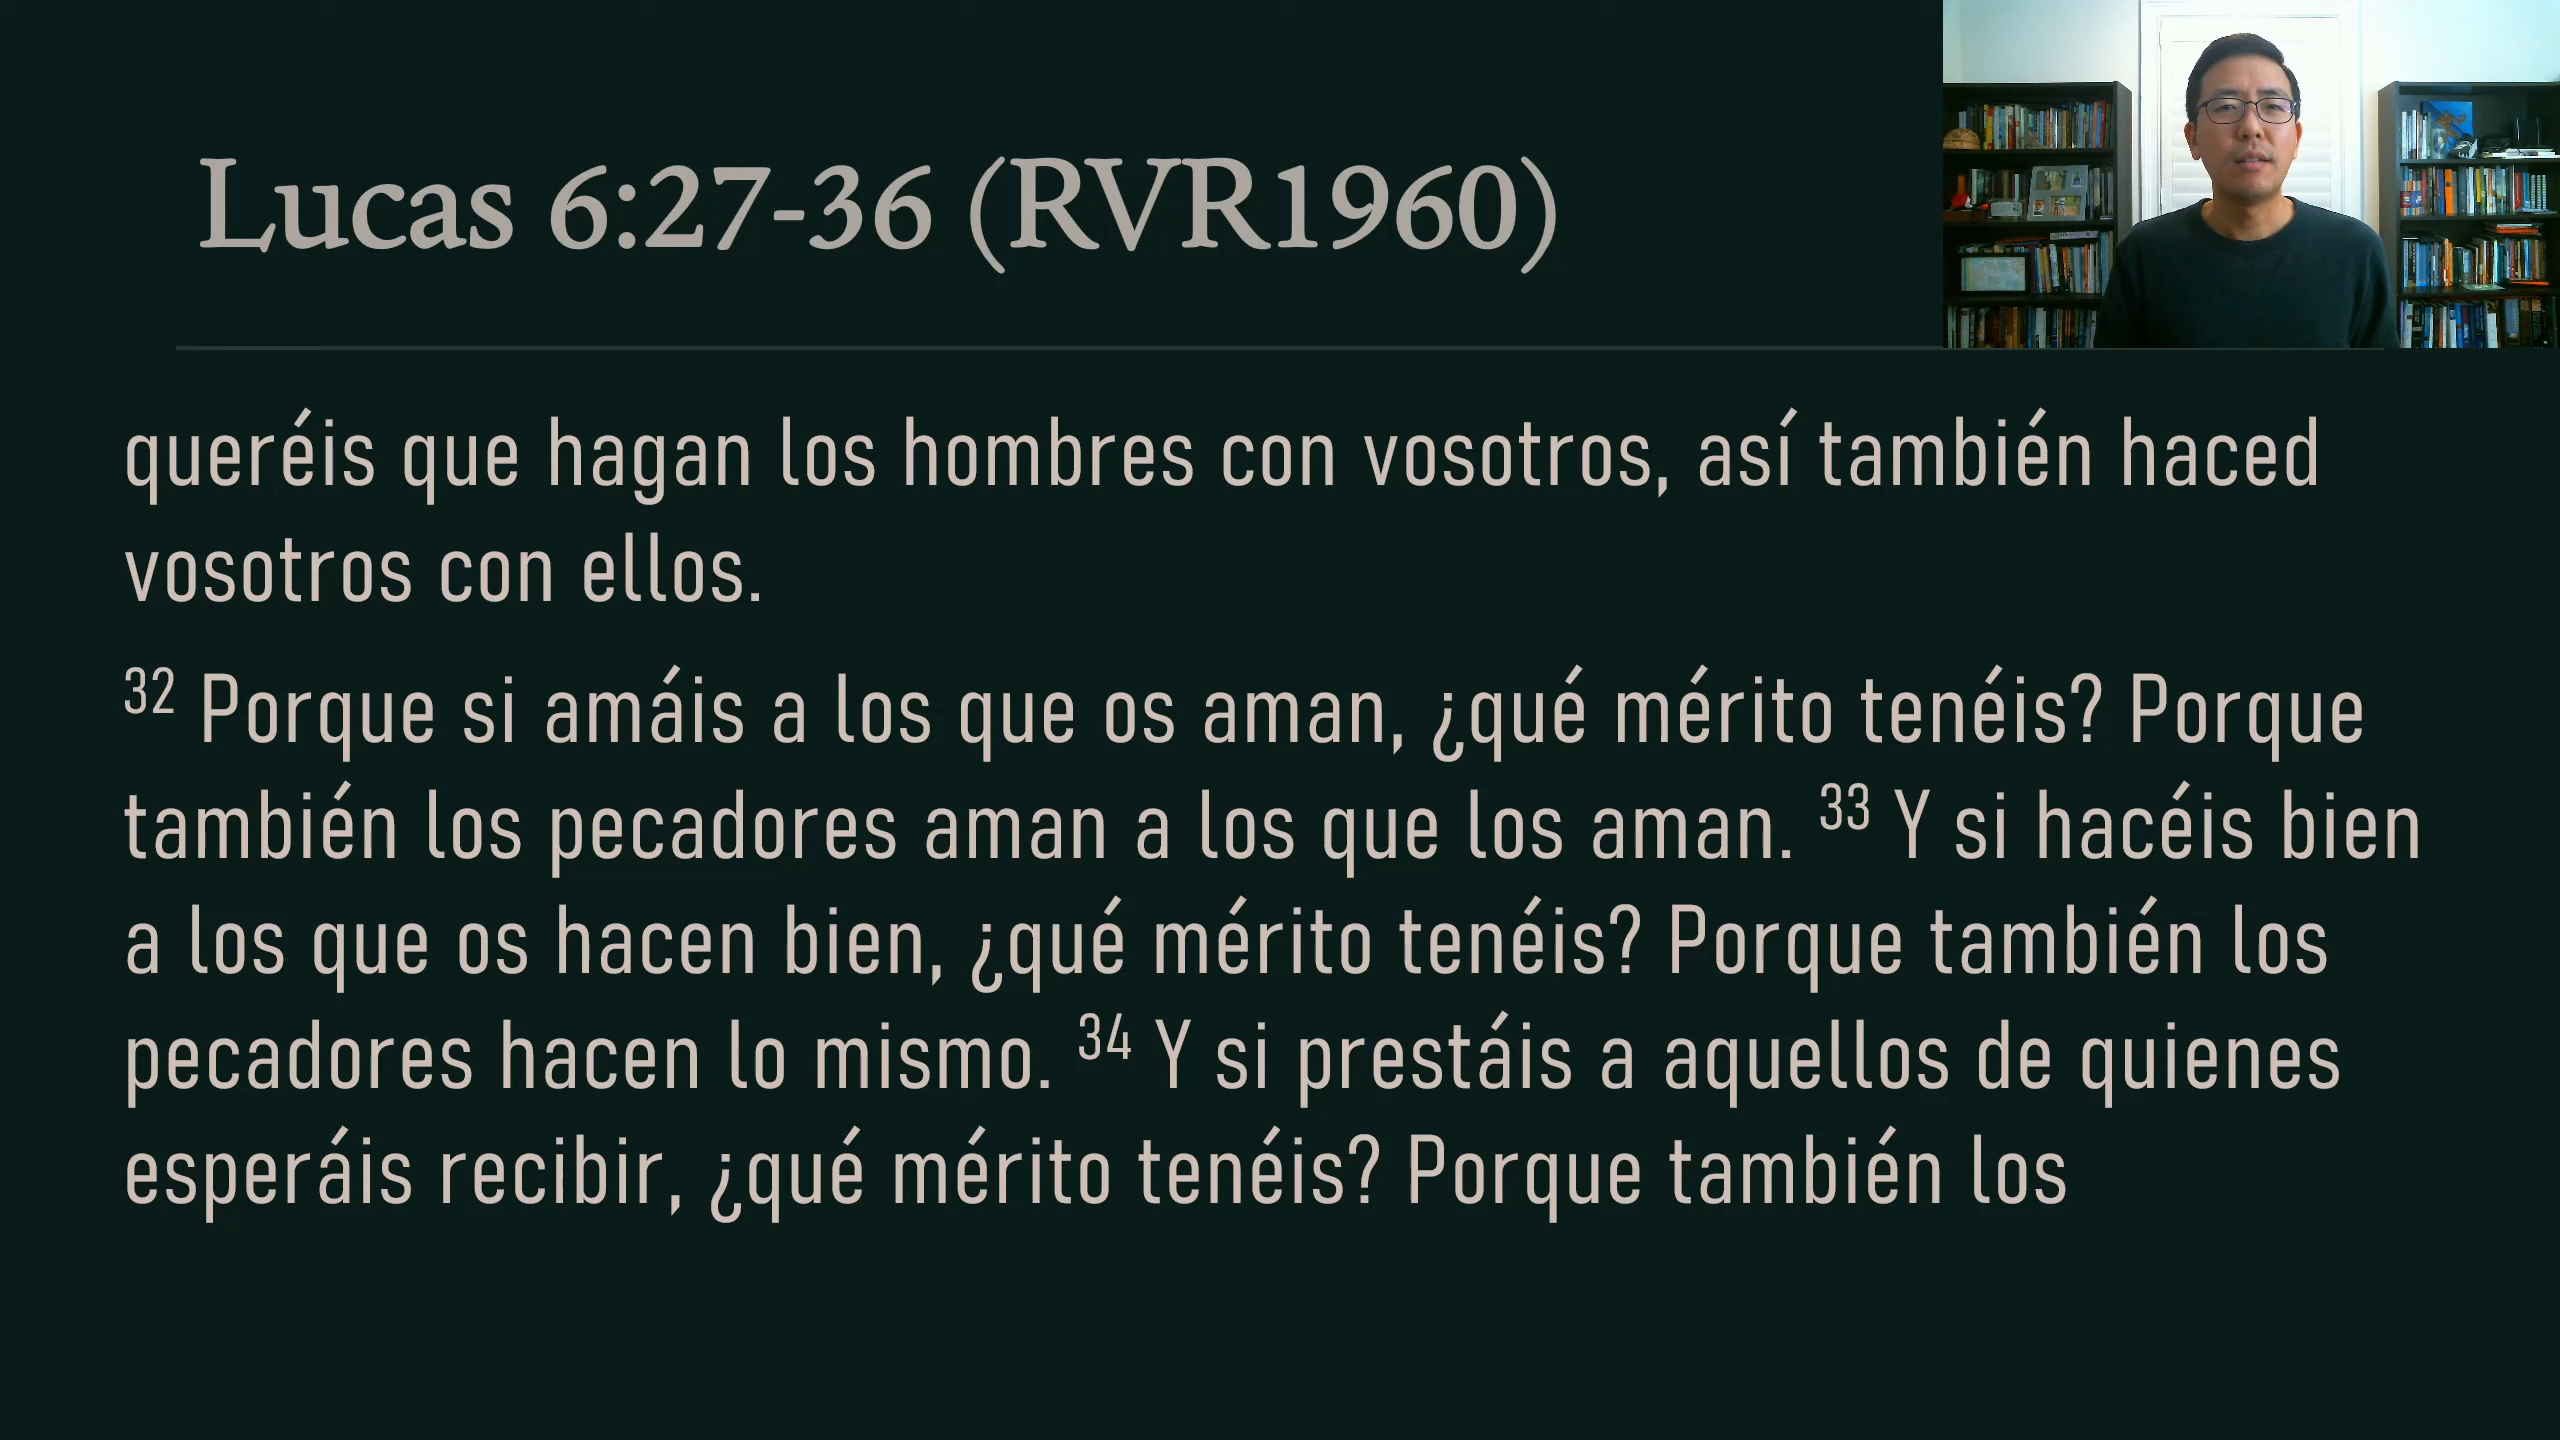 Lucas 6:27-36 (RVR1960)
queréis que hagan los hombres con vosotros, así también haced
vosotros con ellos.
32 Porque si amáis a los que os aman, ¿qué mérito tenéis? Porque
también los pecadores aman a los que los aman. 33 Y si hacéis bien
a los que os hacen bien, ¿qué mérito tenéis? Porque también los
pecadores hacen lo mismo. 34 Y si prestáis a aquellos de quienes
esperáis recibir, ¿qué mérito tenéis? Porque también los